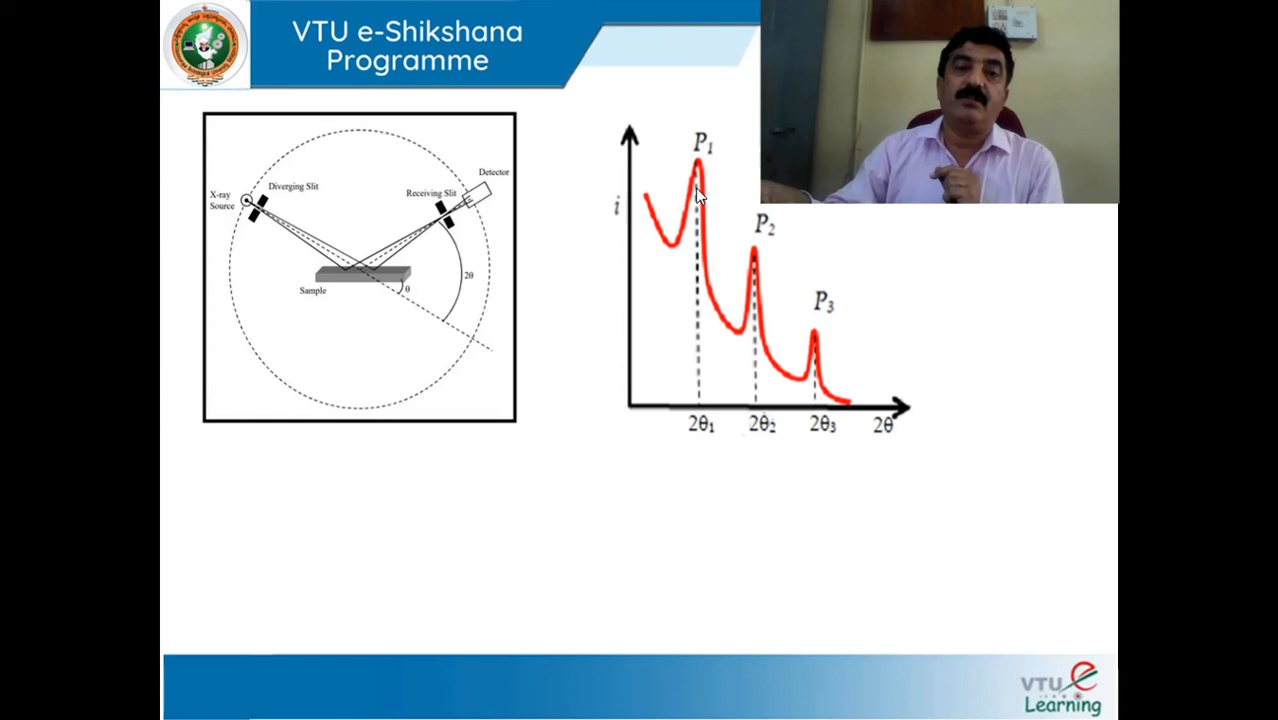 VTU e-Shikshana
Programme
X-ray
Source
Diverging Slit
Receiving Slit
Detector
Sample
θ
2θ
i
P1
P2
P3
2θ1
2θ2
2θ3
2θ
VTU e
Learning